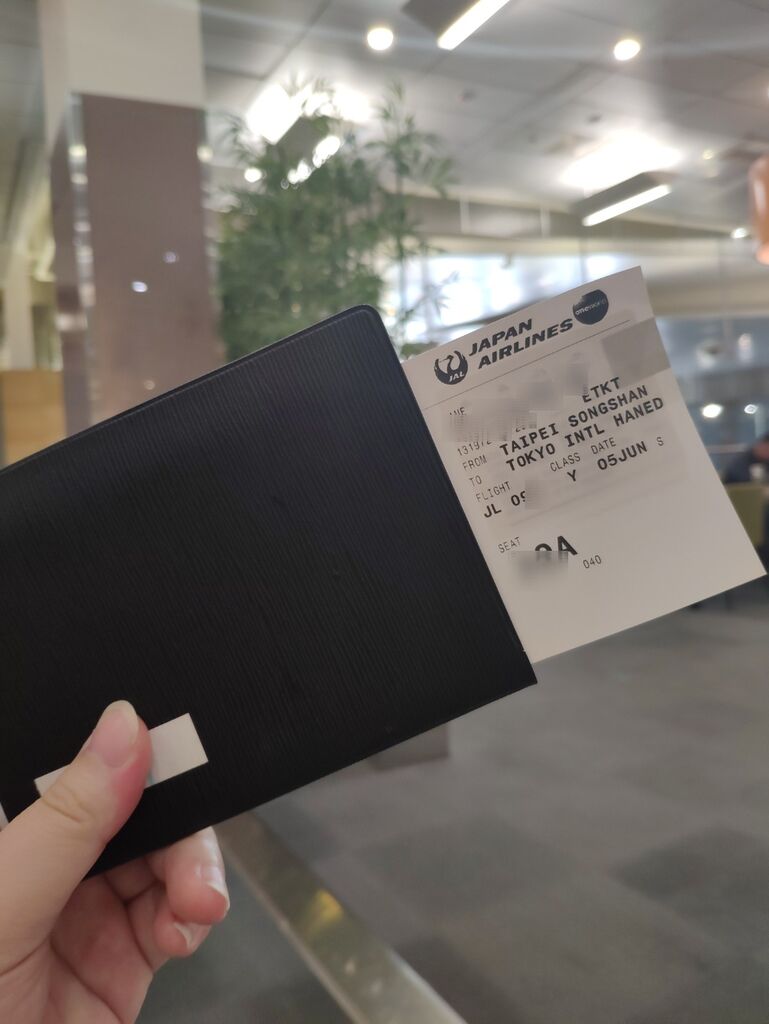 JAPAN
AIRLINES
oneworld
JAL
ETKT
FROM TAIPEI SONGSHAN
TO TOKYO INTL HANED
FLIGHT CLASS DATE
JL Y 05JUN S
SEAT
A
040